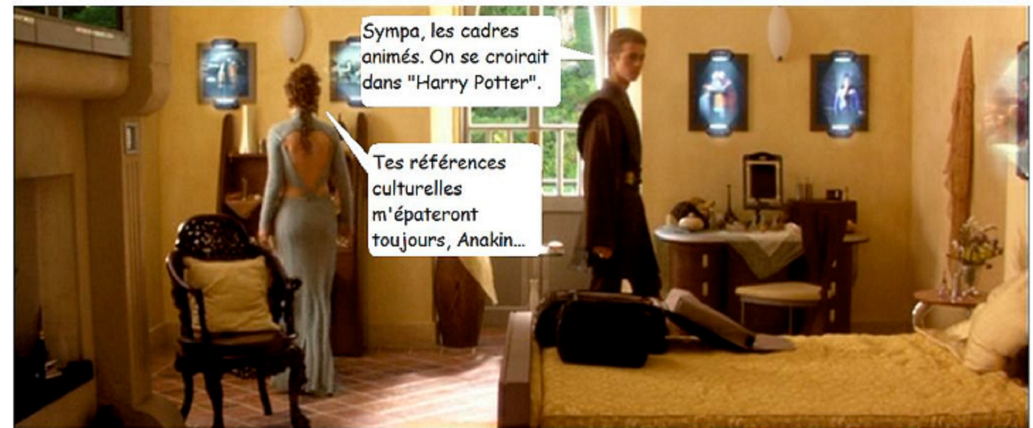 Sympa, les cadres
animés. On se croirait
dans "Harry Potter".
Tes références
culturelles
m'épateront
toujours, Anakin...